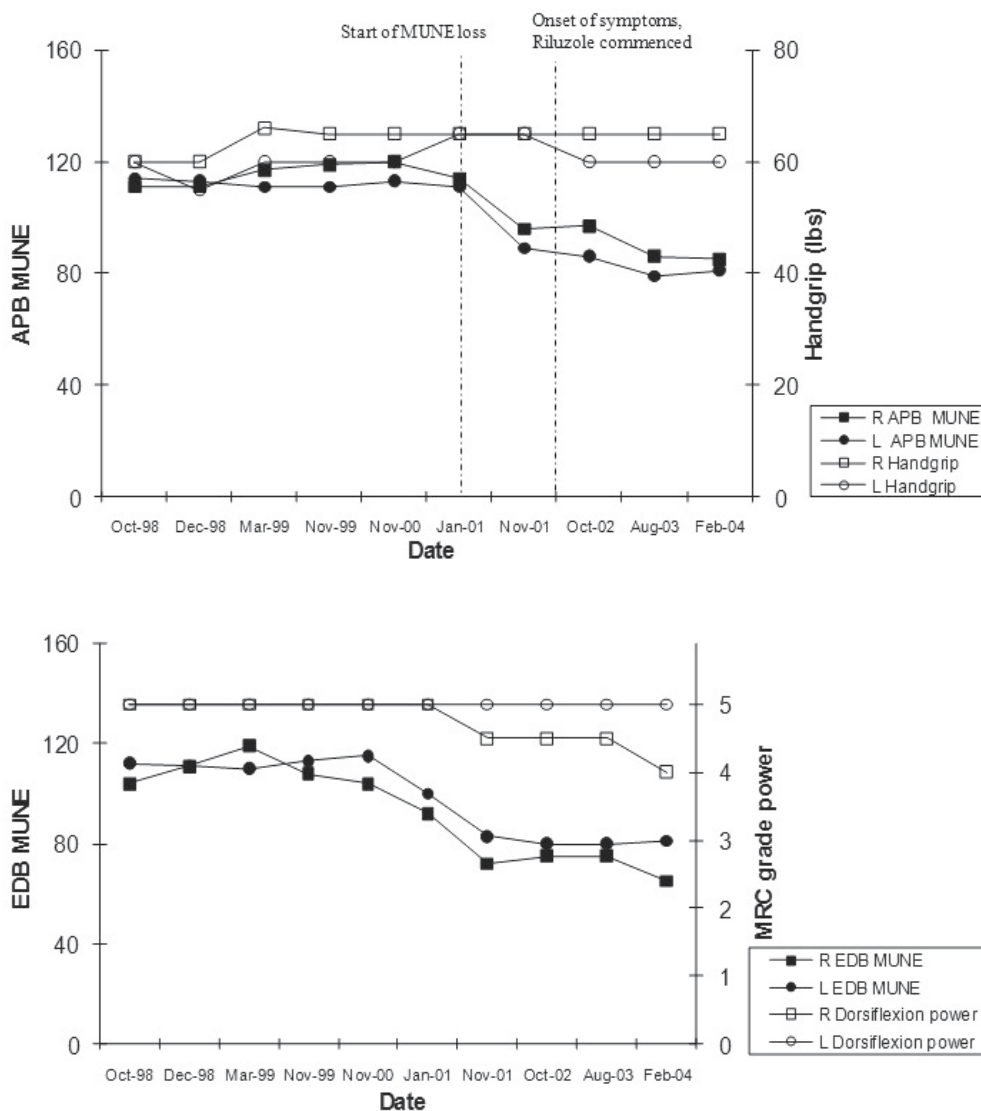 Start of MUNE loss
Onset of symptoms,
Riluzole commenced
160
120
80
40
0
APB MUNE
80
60
40
20
0
Handgrip (lbs)
R APB MUNE
L APB MUNE
R Handgrip
L Handgrip
Oct-98 Dec-98 Mar-99 Nov-99 Nov-00 Jan-01 Nov-01 Oct-02 Aug-03 Feb-04
Date
160
120
80
40
0
EDB MUNE
5
4
3
2
1
0
MRC grade power
R EDB MUNE
L EDB MUNE
R Dorsiflexion power
L Dorsiflexion power
Oct-98 Dec-98 Mar-99 Nov-99 Nov-00 Jan-01 Nov-01 Oct-02 Aug-03 Feb-04
Date